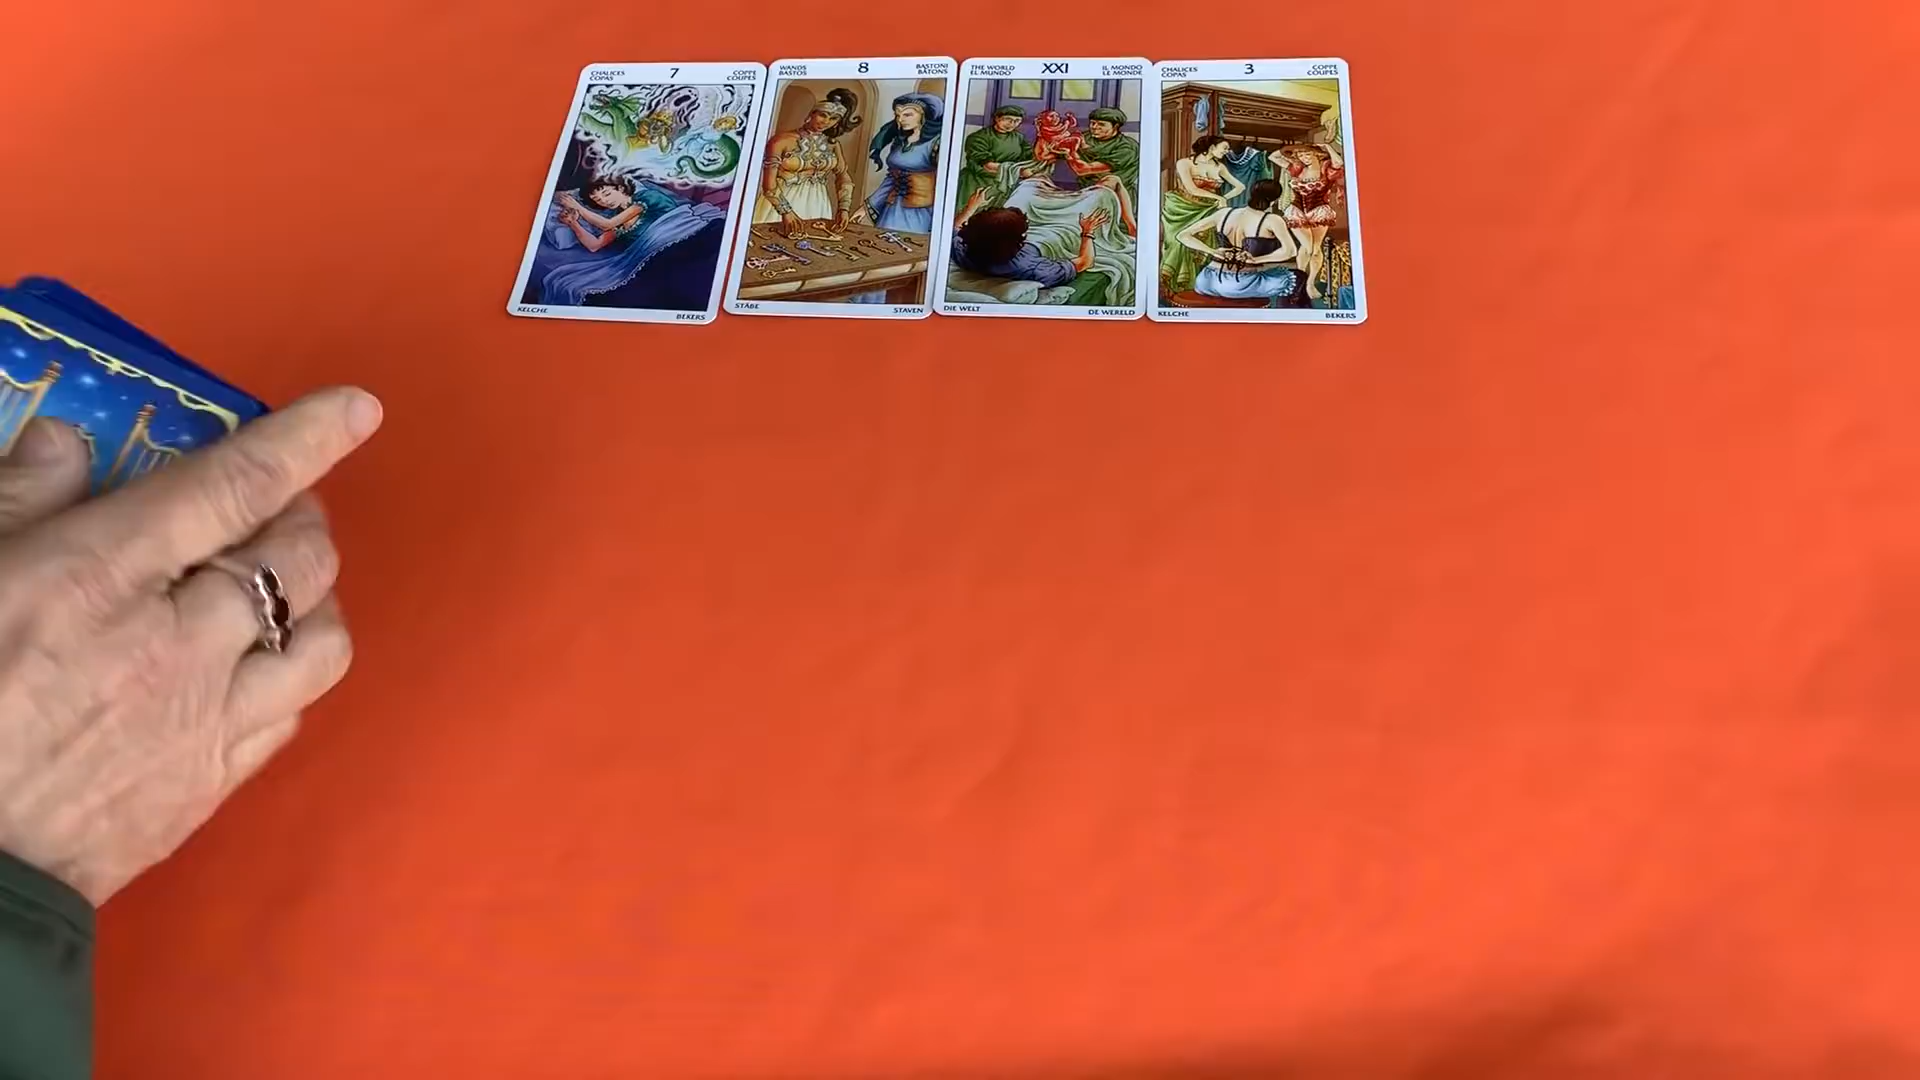 CHALICES
COPAS
7
COPPE
COUPES
KELCHE
BEKERS
WANDS
BASTOS
8
BASTONI
BÂTONS
STÄBE
STAVEN
THE WORLD
EL MUNDO
XXI
IL MONDO
LE MONDE
DIE WELT
DE WERELD
CHALICES
COPAS
3
COPPE
COUPES
KELCHE
BEKERS